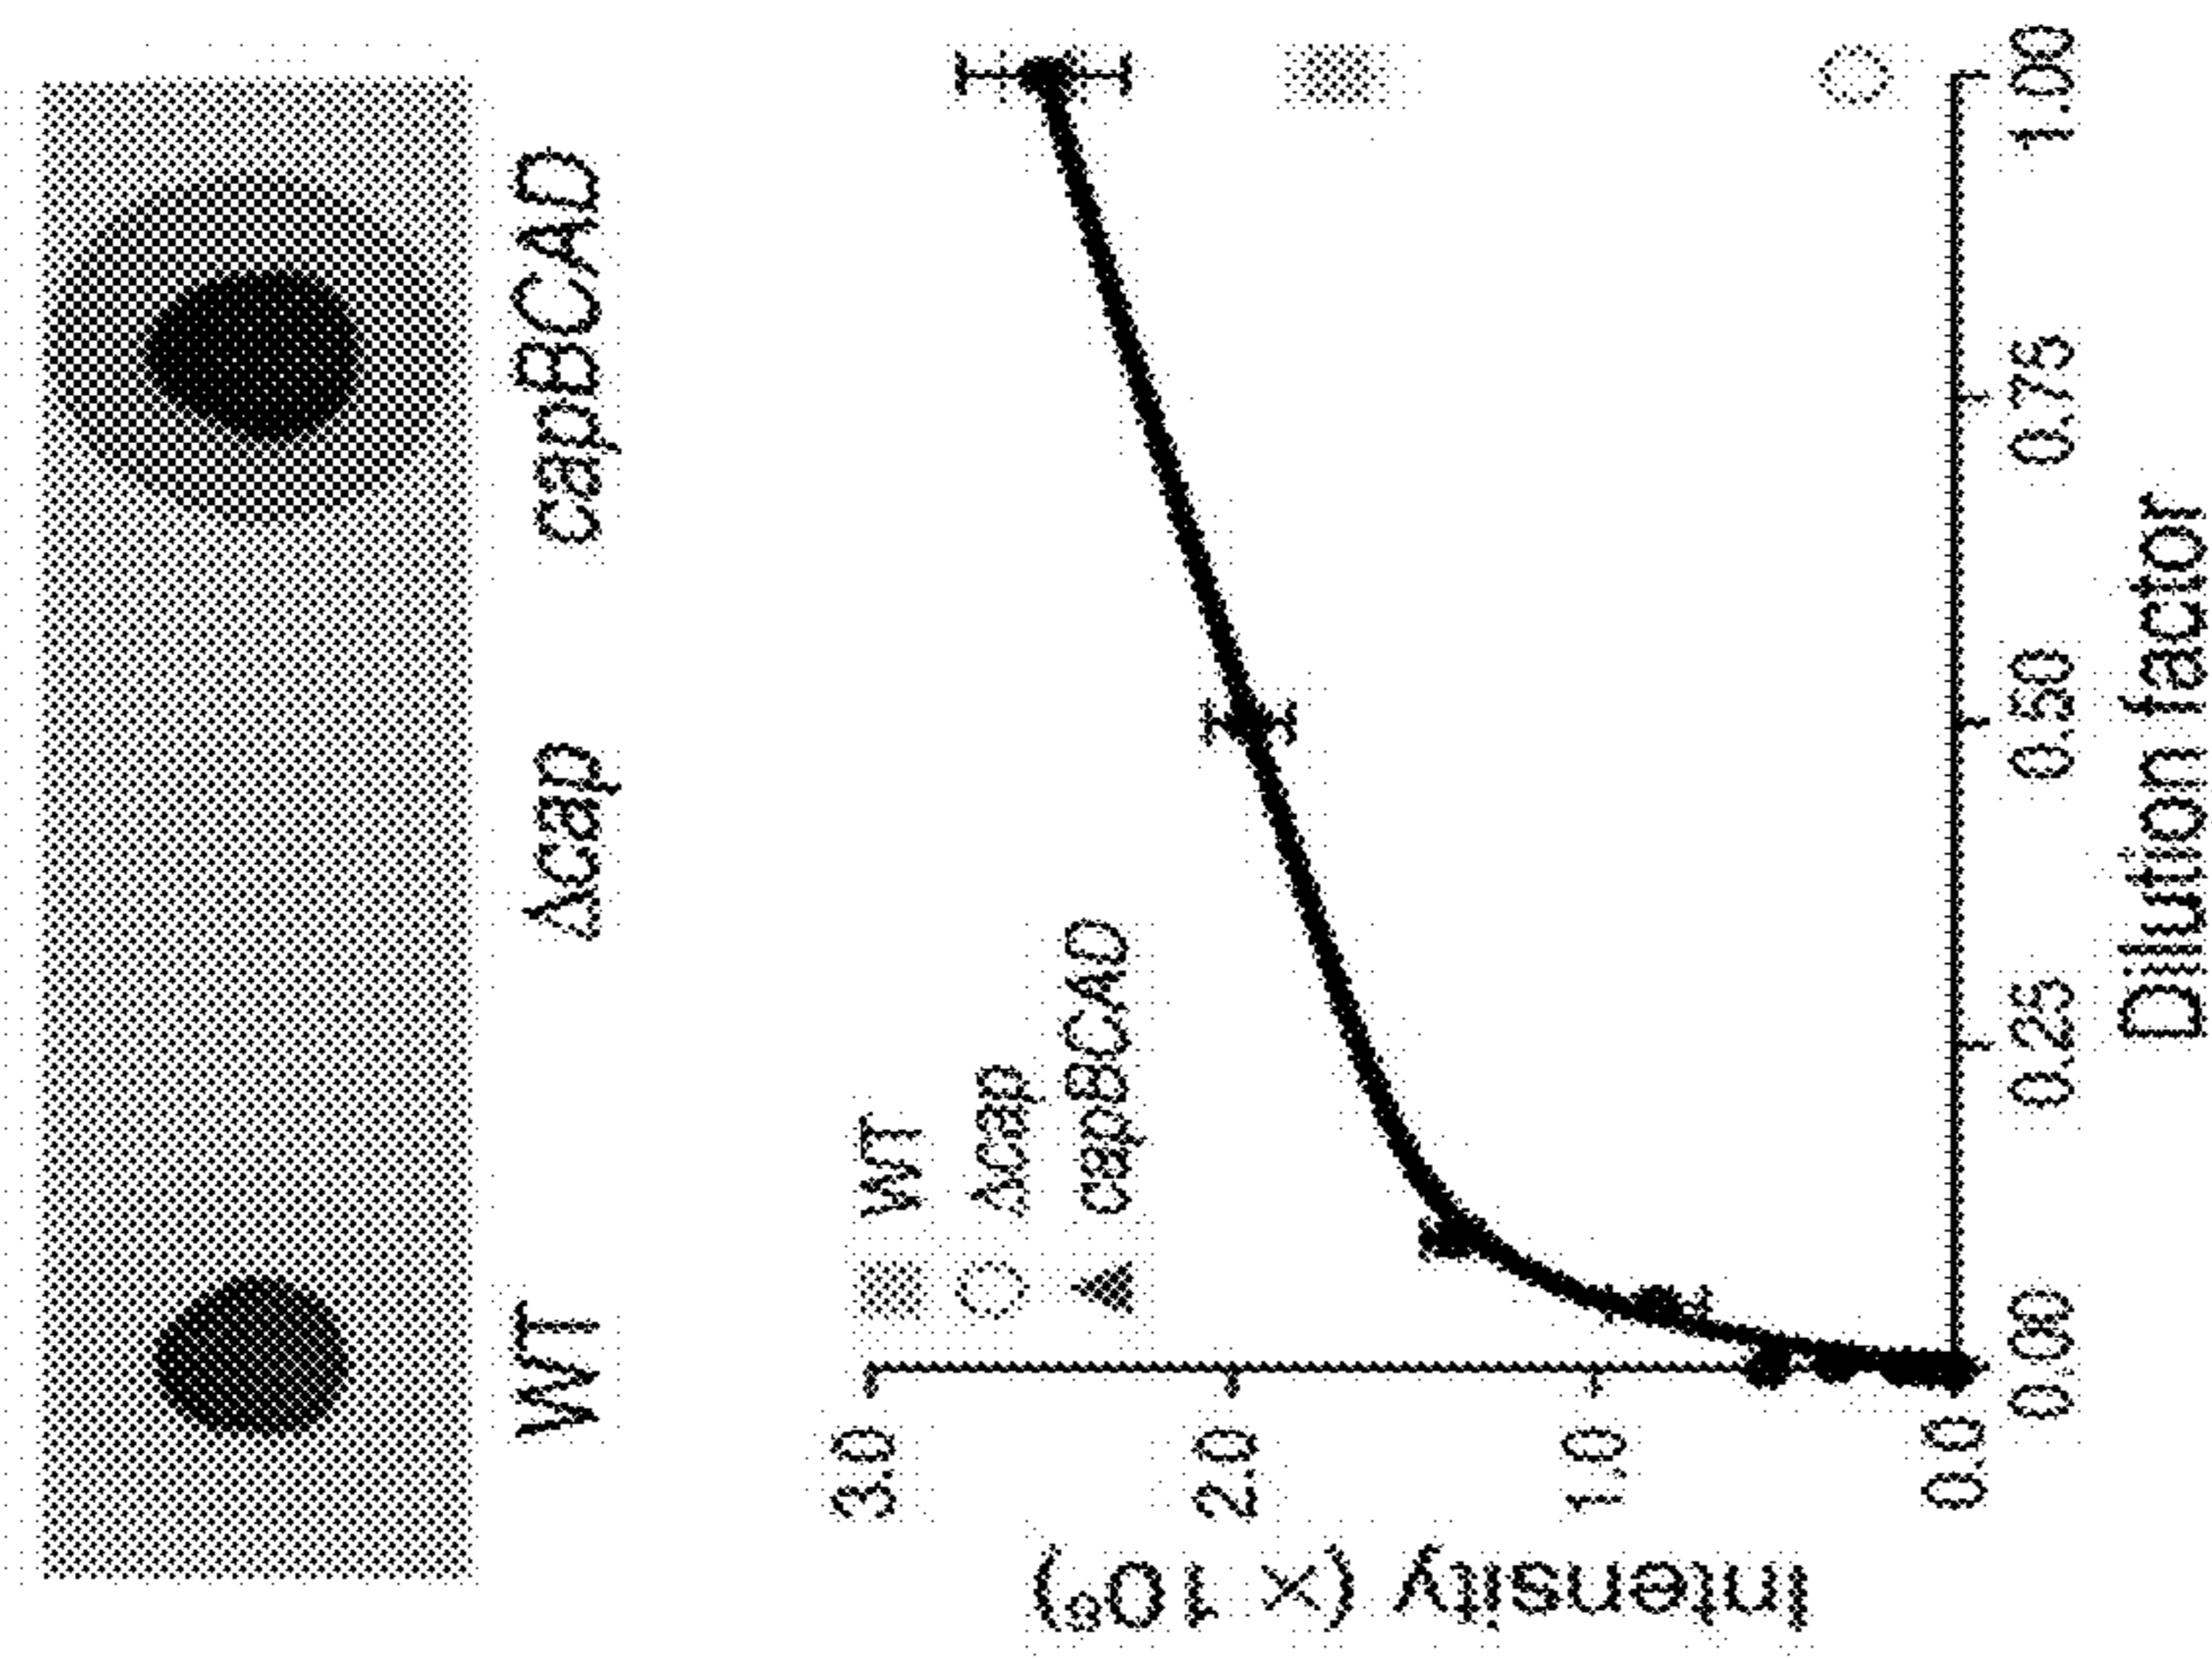 WT
Δcap
capBCAD
WT
Δcap
capBCAD
Intensity (× 10⁸)
3.0
2.0
1.0
0.0
0.00
0.25
0.50
0.75
1.00
Dilution factor